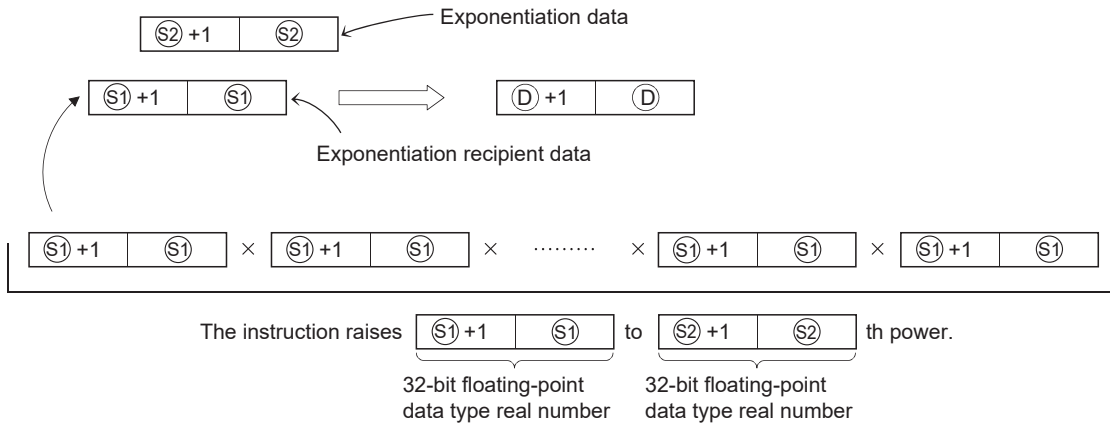 Exponentiation data
S2 +1 S2
S1 +1 S1 D +1 D
Exponentiation recipient data
S1 +1 S1 × S1 +1 S1 × ⋯⋯⋯ × S1 +1 S1 × S1 +1 S1
The instruction raises S1 +1 S1 to S2 +1 S2 th power.
32-bit floating-point 32-bit floating-point
data type real number data type real number